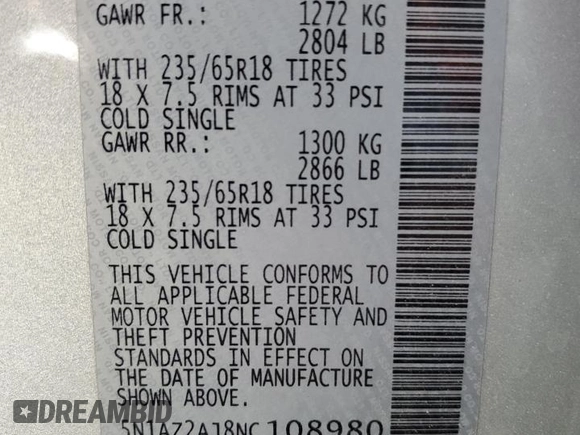 GAWR FR.: 1272 KG
2804 LB
WITH 235/65R18 TIRES
18 X 7.5 RIMS AT 33 PSI
COLD SINGLE
GAWR RR.: 1300 KG
2866 LB
WITH 235/65R18 TIRES
18 X 7.5 RIMS AT 33 PSI
COLD SINGLE
THIS VEHICLE CONFORMS TO
ALL APPLICABLE FEDERAL
MOTOR VEHICLE SAFETY AND
THEFT PREVENTION
STANDARDS IN EFFECT ON
THE DATE OF MANUFACTURE
SHOWN ABOVE.
5N1AZ2AJ8NC108980
DREAMBID